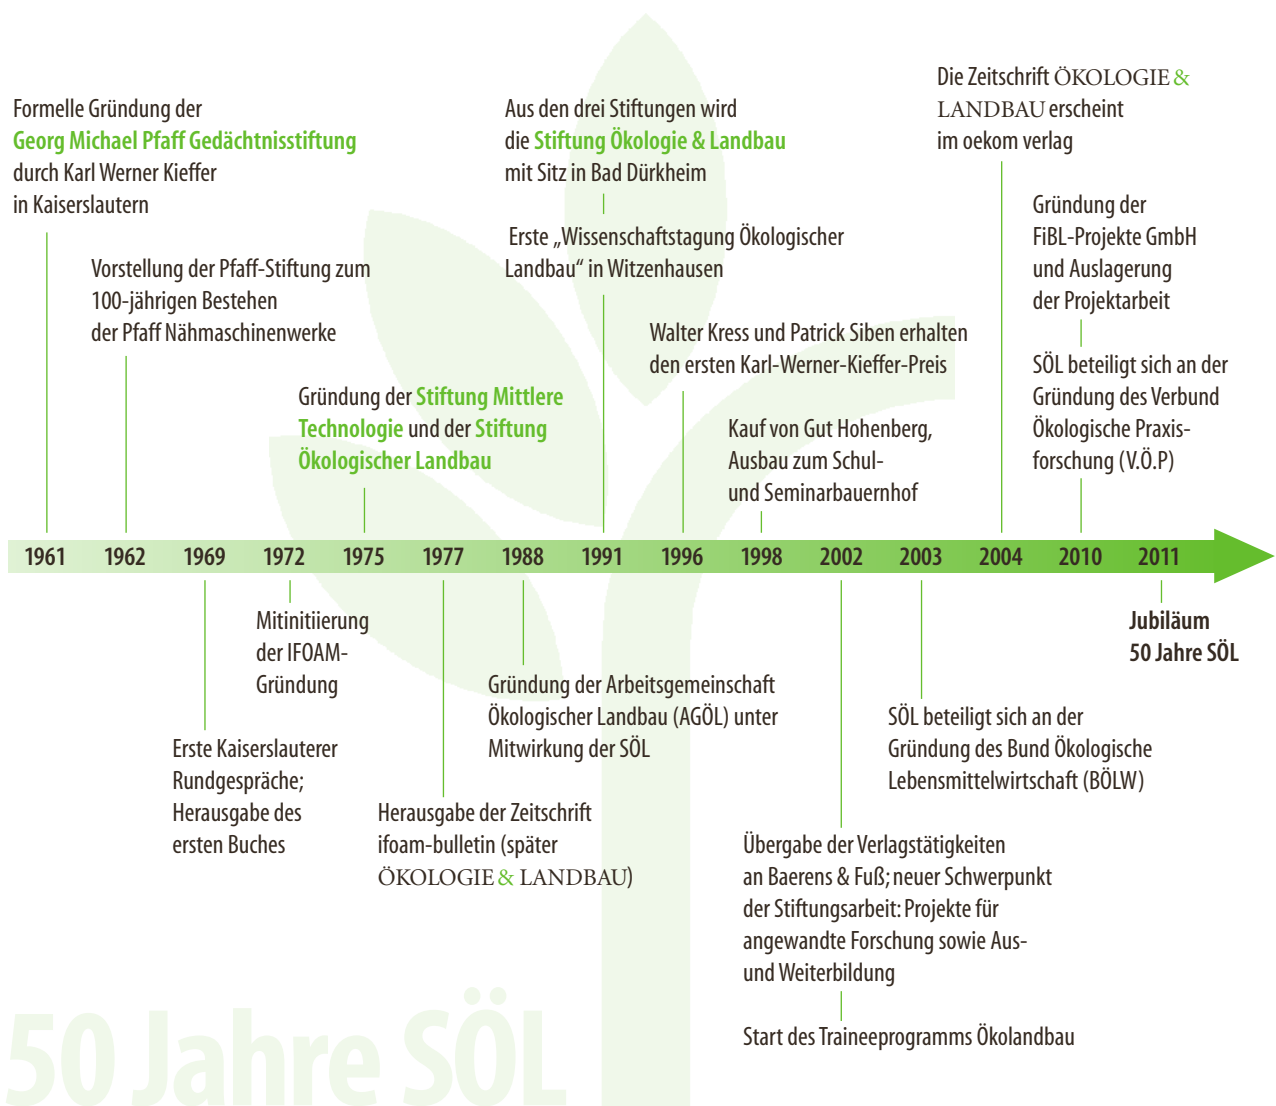 Formelle Gründung der
Georg Michael Pfaff Gedächtnisstiftung
durch Karl Werner Kieffer
in Kaiserslautern
Vorstellung der Pfaff-Stiftung zum
100-jährigen Bestehen
der Pfaff Nähmaschinenwerke
Gründung der Stiftung Mittlere
Technologie und der Stiftung
Ökologischer Landbau
Aus den drei Stiftungen wird
die Stiftung Ökologie & Landbau
mit Sitz in Bad Dürkheim
Erste „Wissenschaftstagung Ökologischer
Landbau“ in Witzenhausen
Walter Kress und Patrick Siben erhalten
den ersten Karl-Werner-Kieffer-Preis
Kauf von Gut Hohenberg,
Ausbau zum Schul-
und Seminarbauernhof
Die Zeitschrift ÖKOLOGIE &
LANDBAU erscheint
im oekom verlag
Gründung der
FiBL-Projekte GmbH
und Auslagerung
der Projektarbeit
SÖL beteiligt sich an der
Gründung des Verbund
Ökologische Praxis-
forschung (V.Ö.P)
1961 1962 1969 1972 1975 1977 1988 1991 1996 1998 2002 2003 2004 2010 2011
Erste Kaiserslauterer
Rundgespräche;
Herausgabe des
ersten Buches
Mitinitiierung
der IFOAM-
Gründung
Herausgabe der Zeitschrift
ifoam-bulletin (später
ÖKOLOGIE & LANDBAU)
Gründung der Arbeitsgemeinschaft
Ökologischer Landbau (AGÖL) unter
Mitwirkung der SÖL
Übergabe der Verlagstätigkeiten
an Baerens & Fuß; neuer Schwerpunkt
der Stiftungsarbeit: Projekte für
angewandte Forschung sowie Aus-
und Weiterbildung
Start des Traineeprogramms Ökolandbau
SÖL beteiligt sich an der
Gründung des Bund Ökologische
Lebensmittelwirtschaft (BÖLW)
Jubiläum
50 Jahre SÖL
50 Jahre SÖL